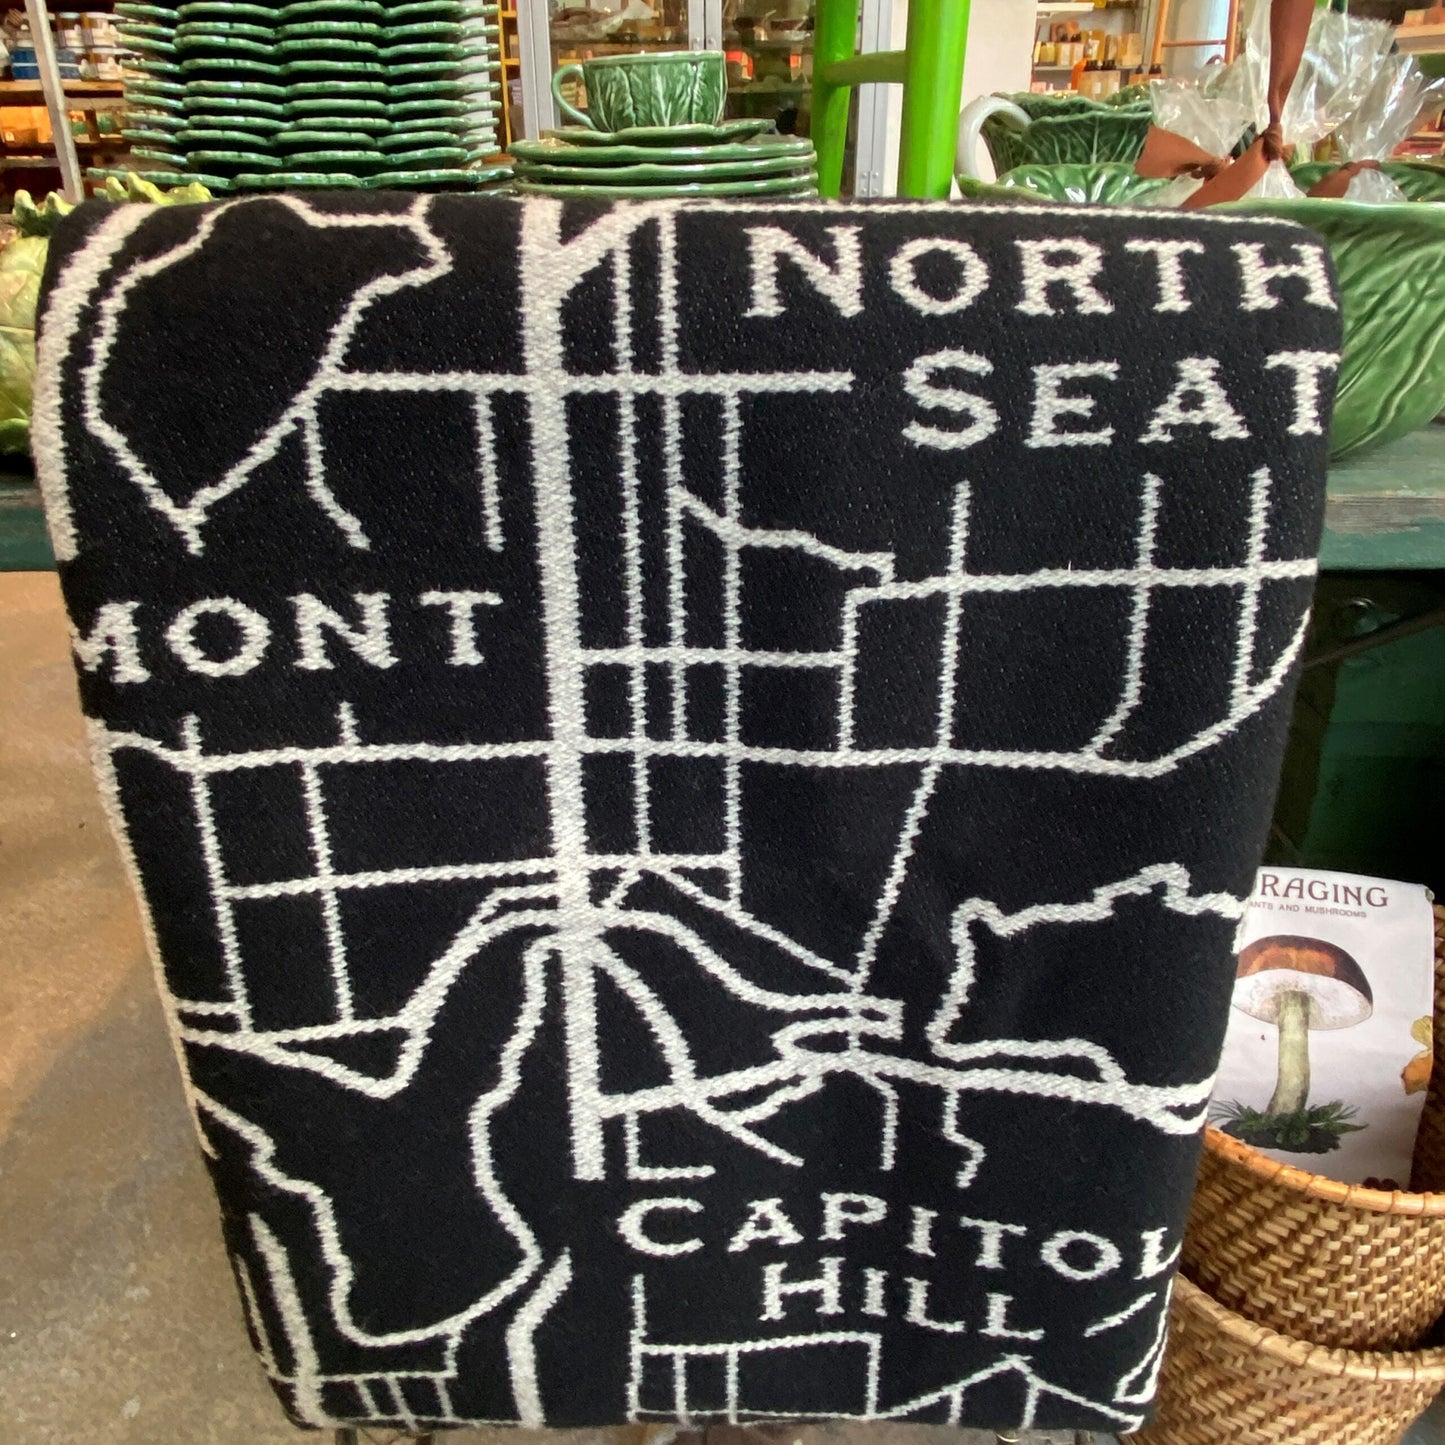 NORTH
SEAT
MONT
CAPITOL
HILL
RAGING
ANTS AND MUSHROOMS